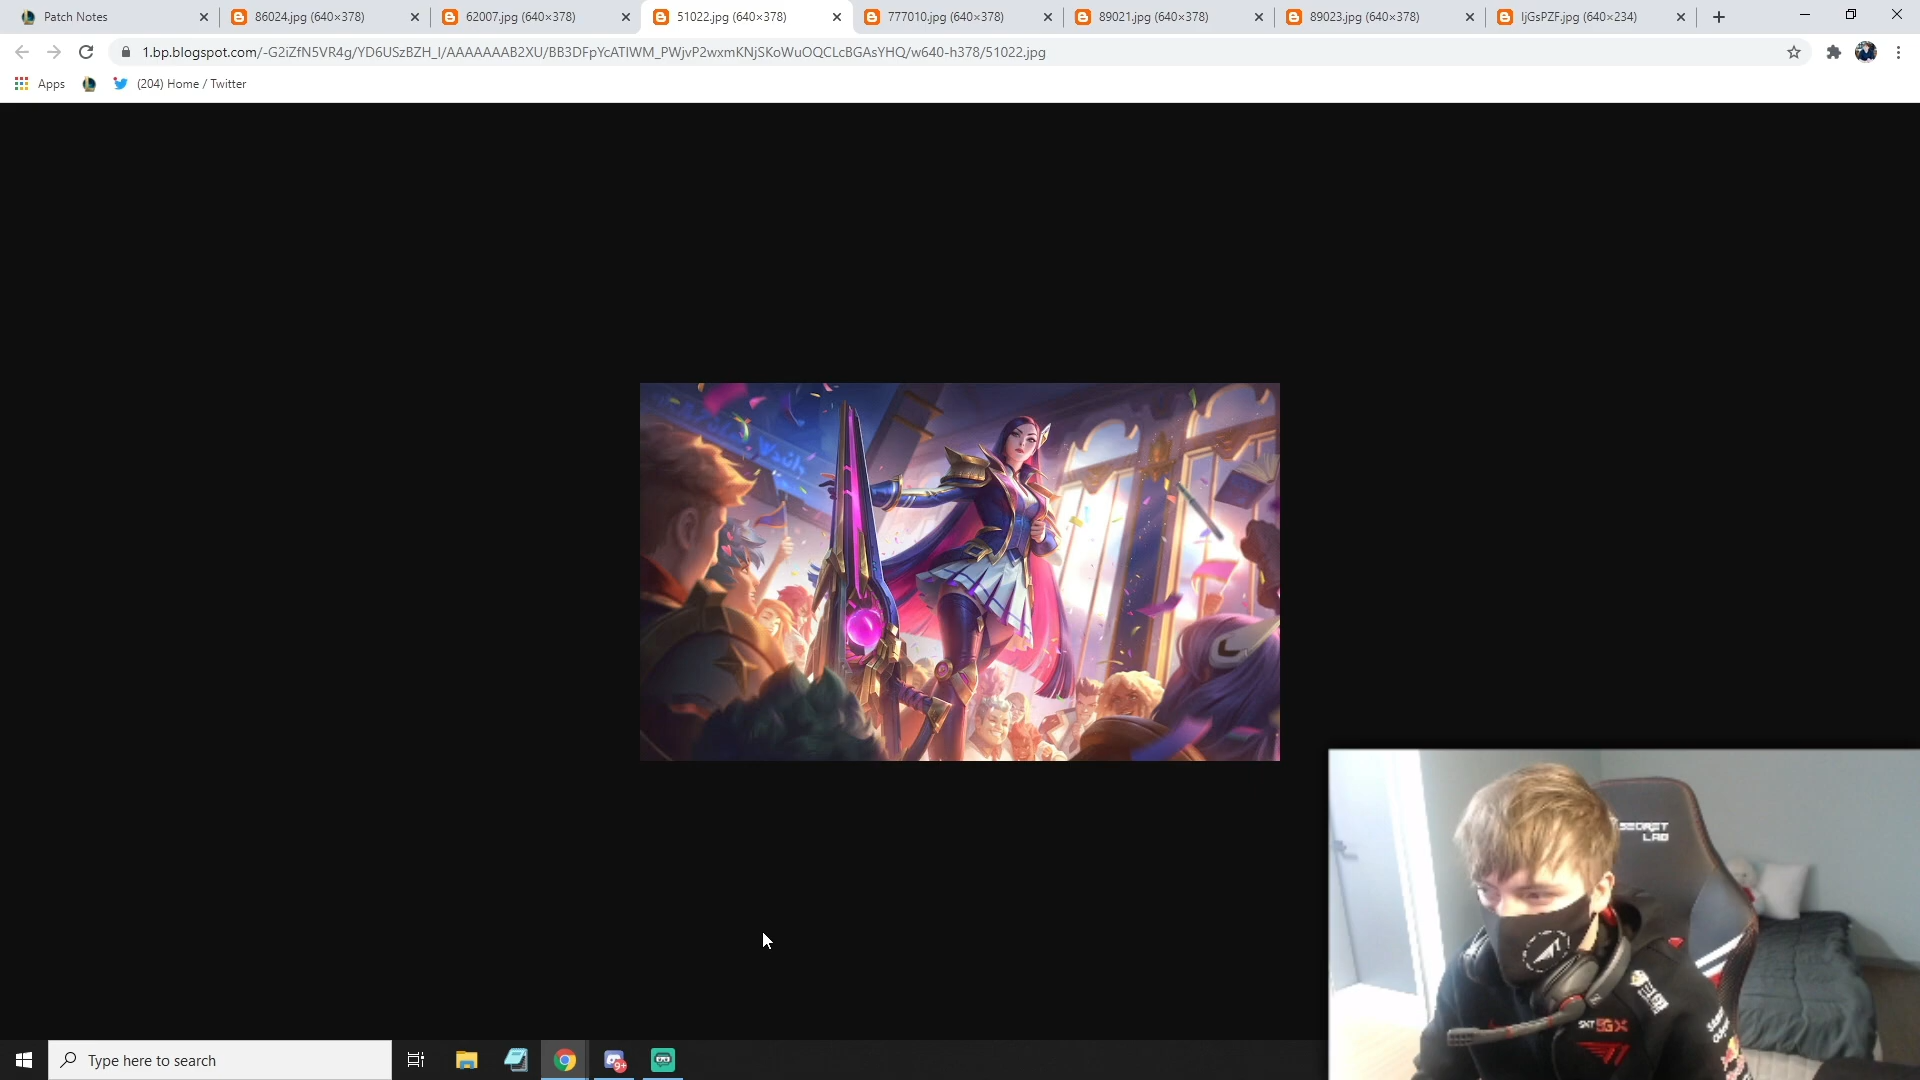 Patch Notes
86024.jpg (640×378)
62007.jpg (640×378)
51022.jpg (640×378)
777010.jpg (640×378)
89021.jpg (640×378)
89023.jpg (640×378)
IjGsPZF.jpg (640×234)
1.bp.blogspot.com/-G2iZfN5VR4g/YD6USzBZH_I/AAAAAAAB2XU/BB3DFpYcATIWM_PWjvP2wxmKNjSKoWuOQCLcBGAsYHQ/w640-h378/51022.jpg
Apps
(204) Home / Twitter
SECRET
LAB
SKT
Type here to search
9+